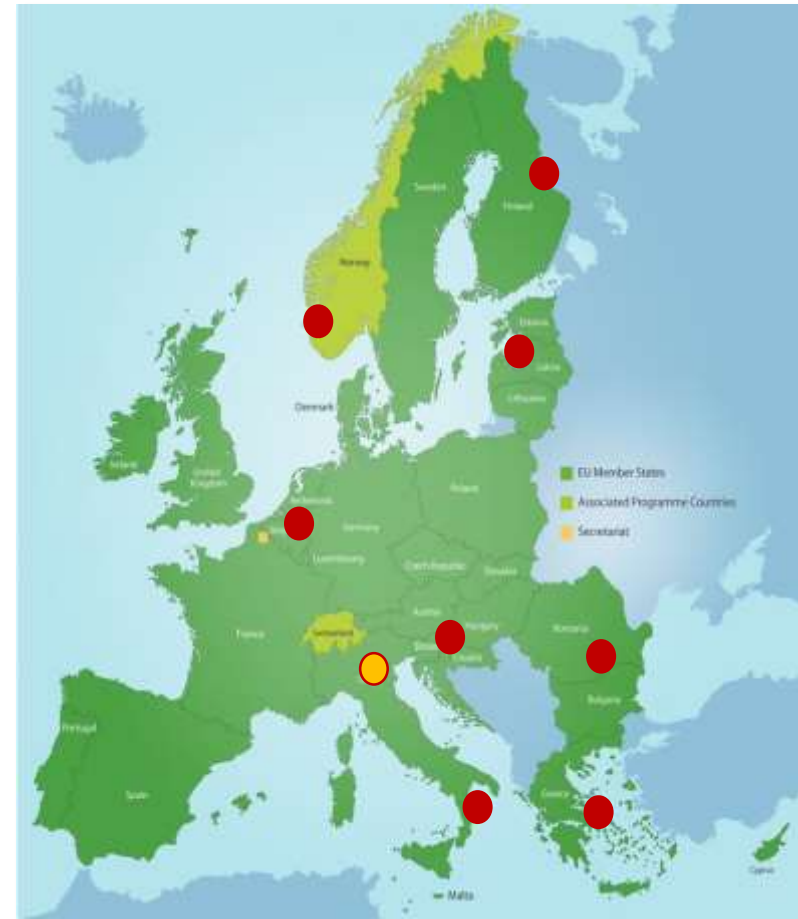 Sweden
Finland
Norway
Estonia
Latvia
Lithuania
Denmark
Ireland
United
Kingdom
EU Member States
Associated Programme Countries
Secretariat
Netherlands
Poland
Germany
Luxembourg
Czech Republic
Slovakia
Austria
Hungary
France
Switzerland
Romania
Croatia
Bulgaria
Portugal
Spain
Greece
Cyprus
Malta